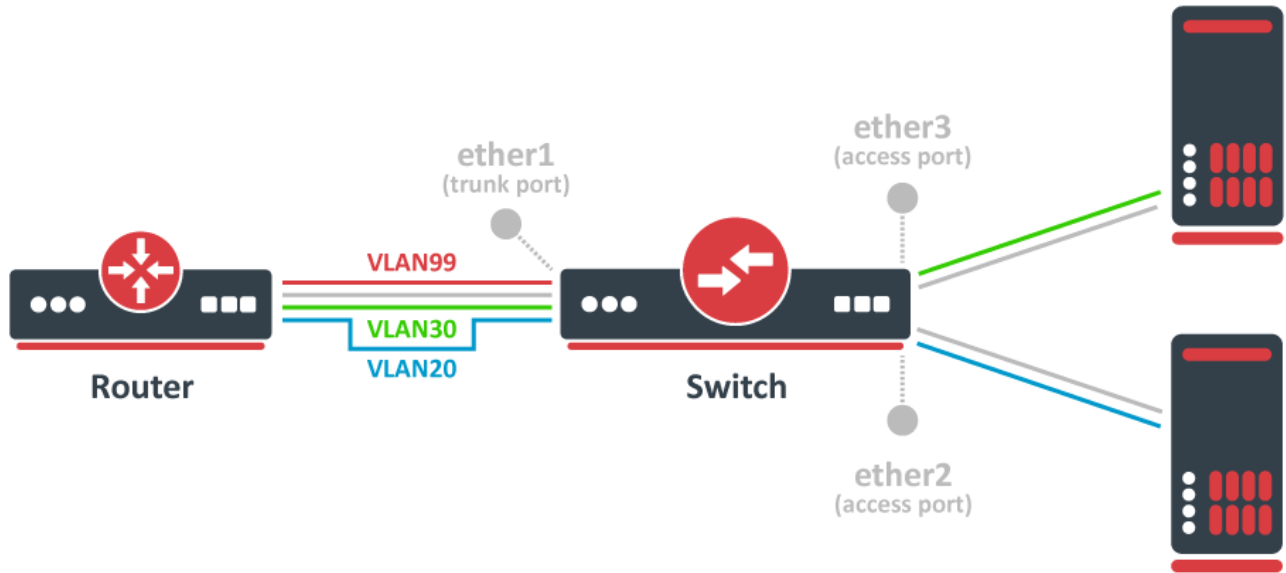 ether3
(access port)
ether1
(trunk port)
VLAN99
VLAN30
VLAN20
Router
Switch
ether2
(access port)